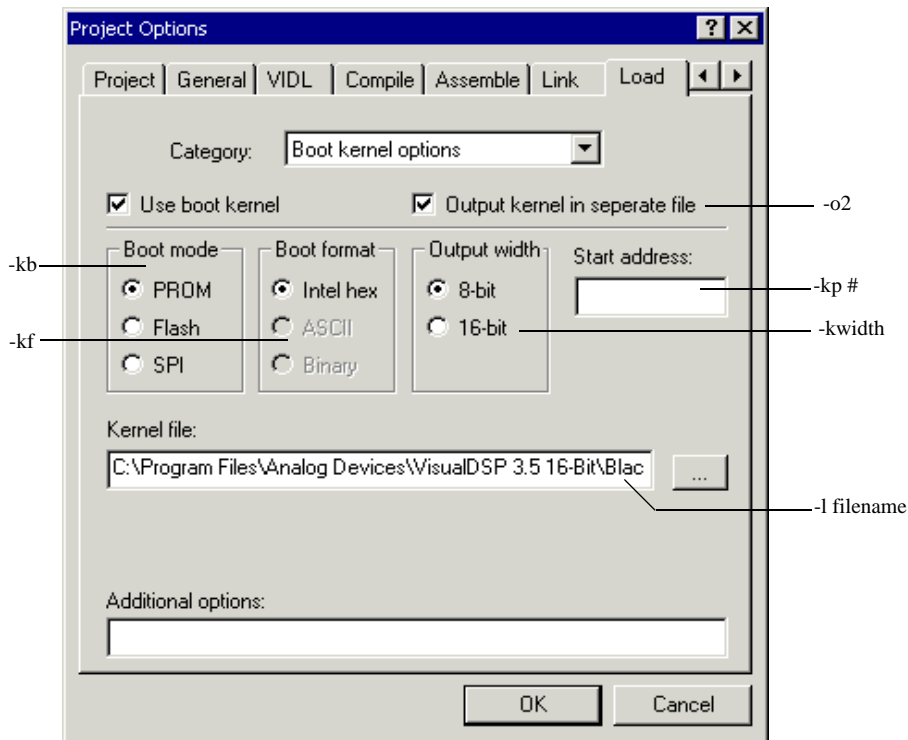 Project Options
Project General VIDL Compile Assemble Link Load
Category: Boot kernel options
Use boot kernel Output kernel in seperate file -o2
Boot mode Boot format Output width Start address:
-kb
PROM Intel hex 8-bit -kp #
Flash ASCII 16-bit -kwidth
-kf
SPI Binary
Kernel file:
C:\Program Files\Analog Devices\VisualDSP 3.5 16-Bit\Blac ...
-l filename
Additional options:
OK Cancel